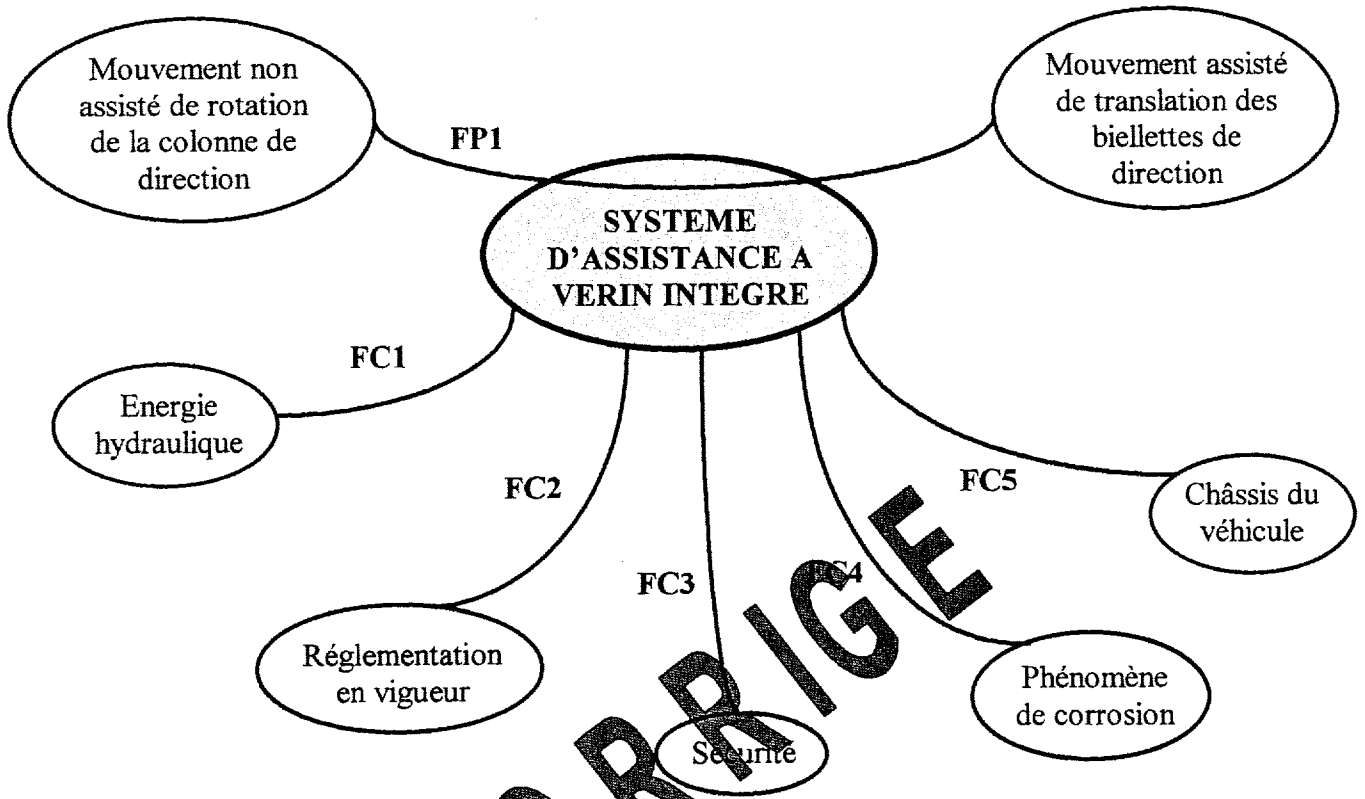 Mouvement non
assisté de rotation
de la colonne de
direction
Mouvement assisté
de translation des
biellettes de
direction
FP1
SYSTEME
D'ASSISTANCE A
VERIN INTEGRE
FC1
Energie
hydraulique
FC2
Réglementation
en vigueur
FC3
Sécurité
FC4
Phénomène
de corrosion
FC5
Châssis du
véhicule
ORRIGE